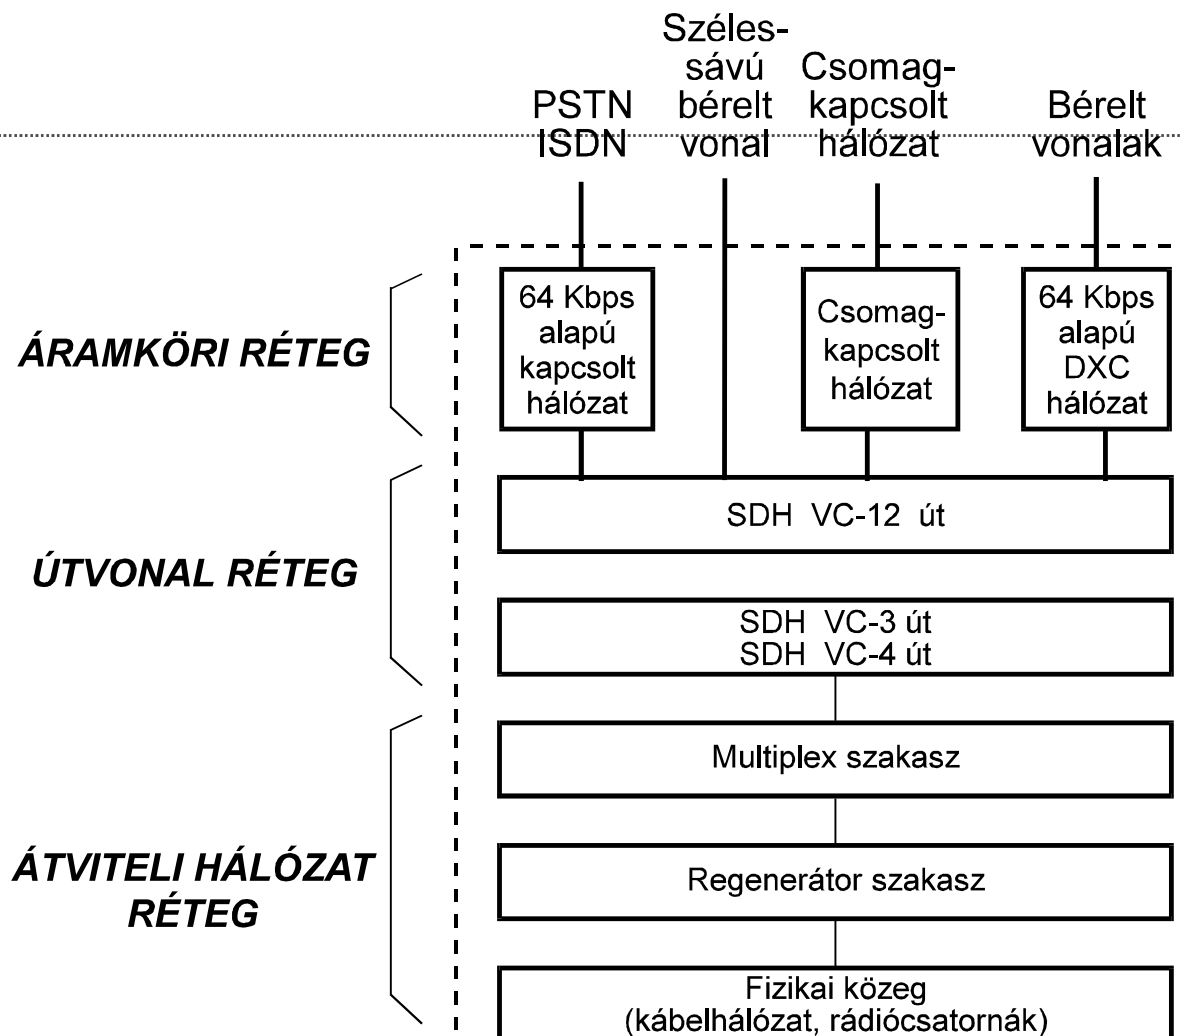 PSTN
ISDN
Széles-
sávú
bérelt
vonal
Csomag-
kapcsolt
hálózat
Bérelt
vonalak
ÁRAMKÖRI RÉTEG
64 Kbps
alapú
kapcsolt
hálózat
Csomag-
kapcsolt
hálózat
64 Kbps
alapú
DXC
hálózat
ÚTVONAL RÉTEG
SDH VC-12 út
SDH VC-3 út
SDH VC-4 út
ÁTVITELI HÁLÓZAT
RÉTEG
Multiplex szakasz
Regenerátor szakasz
Fizikai közeg
(kábelhálózat, rádiócsatornák)